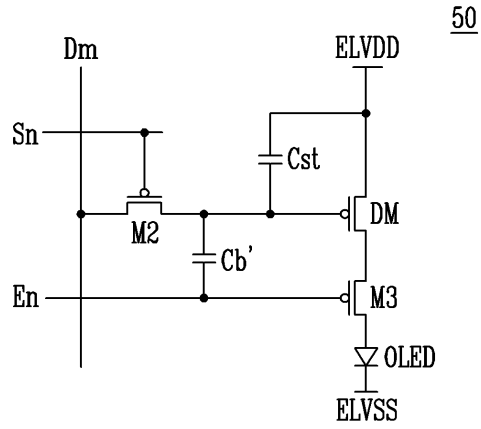 50
Dm
ELVDD
Sn
Cst
M2
DM
Cb'
En
M3
OLED
ELVSS